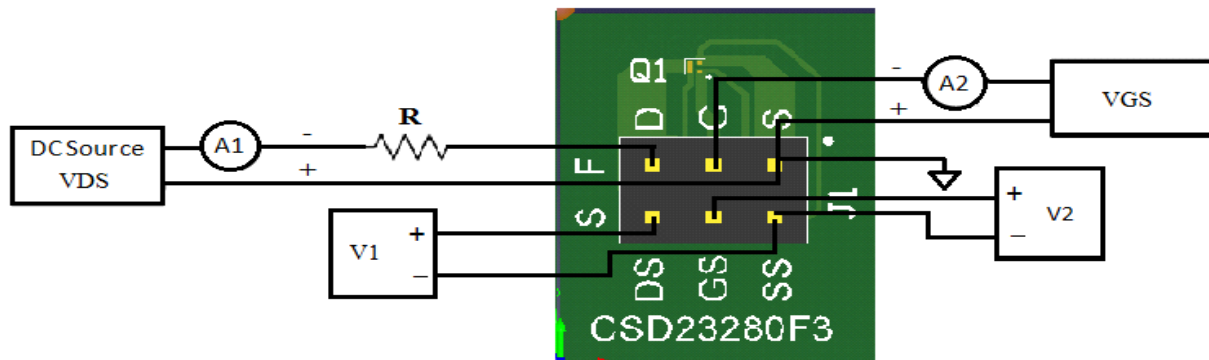 Q1
D G S
F
S
J1
DS GS SS
CSD23280F3
DC Source
VDS
A1
-
+
R
V1
+
−
-
+
A2
VGS
V2
+
−